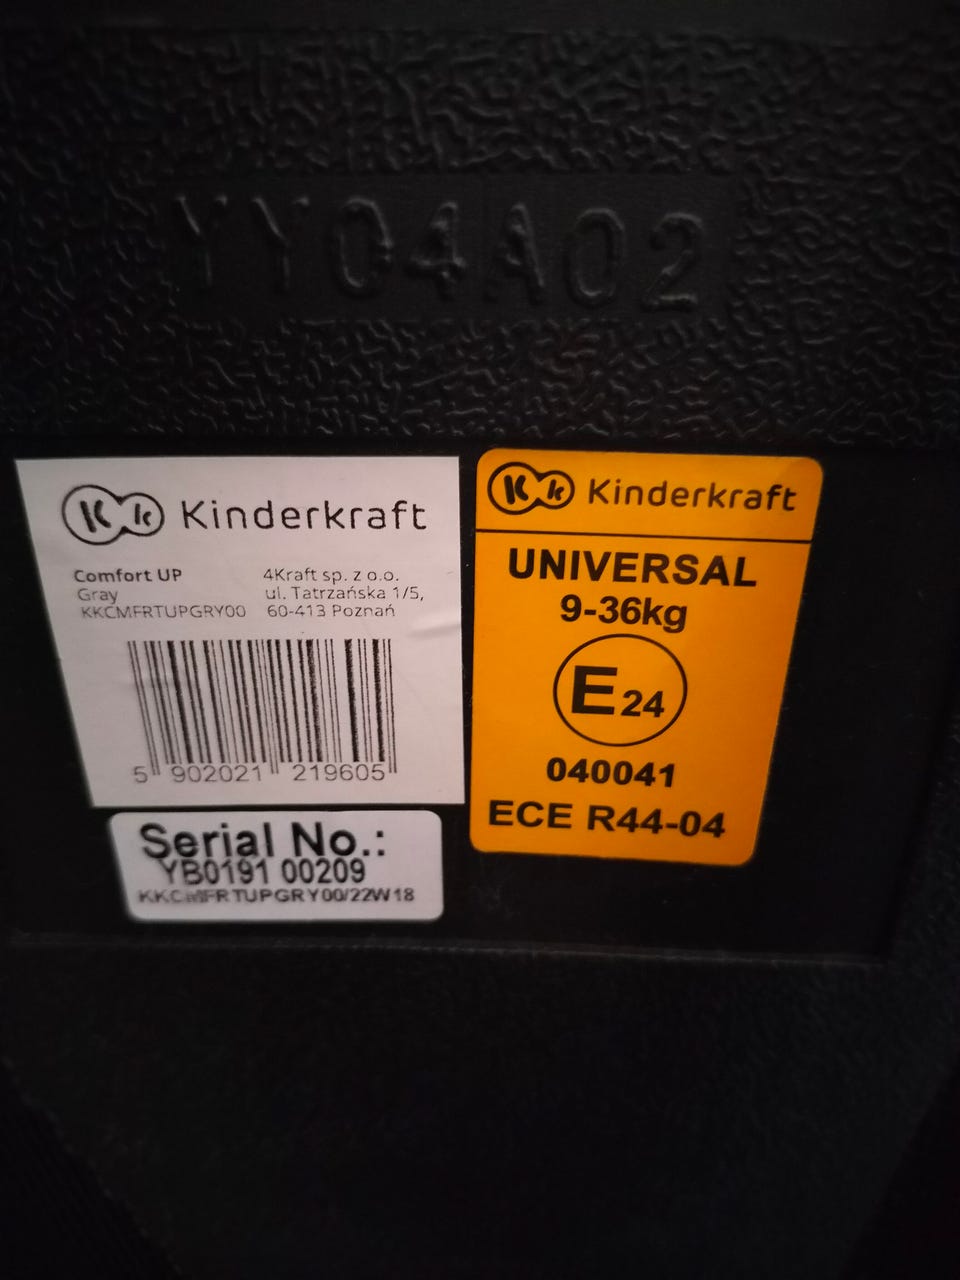 YY04A02
Kinderkraft
Comfort UP
Gray
KKCMFRTUPGRY00
4Kraft sp. z o.o.
ul. Tatrzańska 1/5,
60-413 Poznań
5 902021 219605
Serial No.:
YB0191 00209
KKCMFRTUPGRY00/22W18
Kinderkraft
UNIVERSAL
9-36kg
E24
040041
ECE R44-04